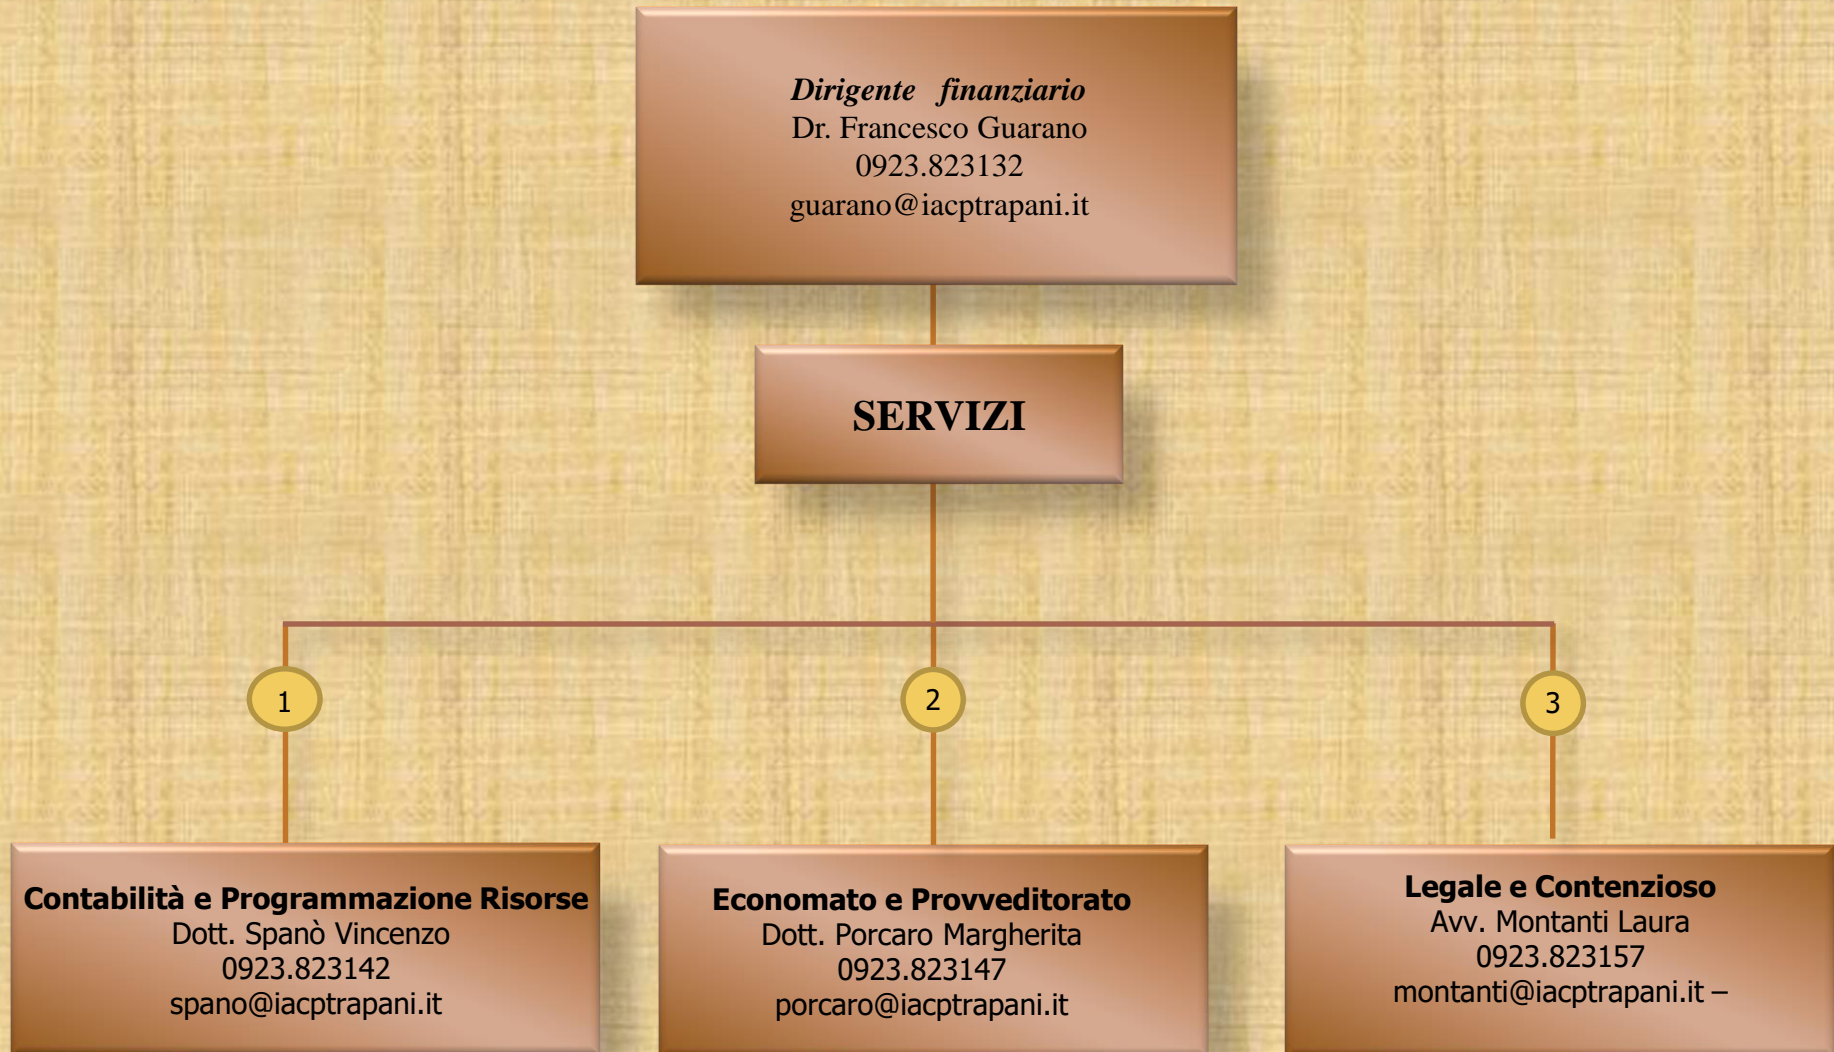 Dirigente finanziario
Dr. Francesco Guarano
0923.823132
guarano@iacptrapani.it
SERVIZI
1
2
3
Contabilità e Programmazione Risorse
Dott. Spanò Vincenzo
0923.823142
spano@iacptrapani.it
Economato e Provveditorato
Dott. Porcaro Margherita
0923.823147
porcaro@iacptrapani.it
Legale e Contenzioso
Avv. Montanti Laura
0923.823157
montanti@iacptrapani.it –